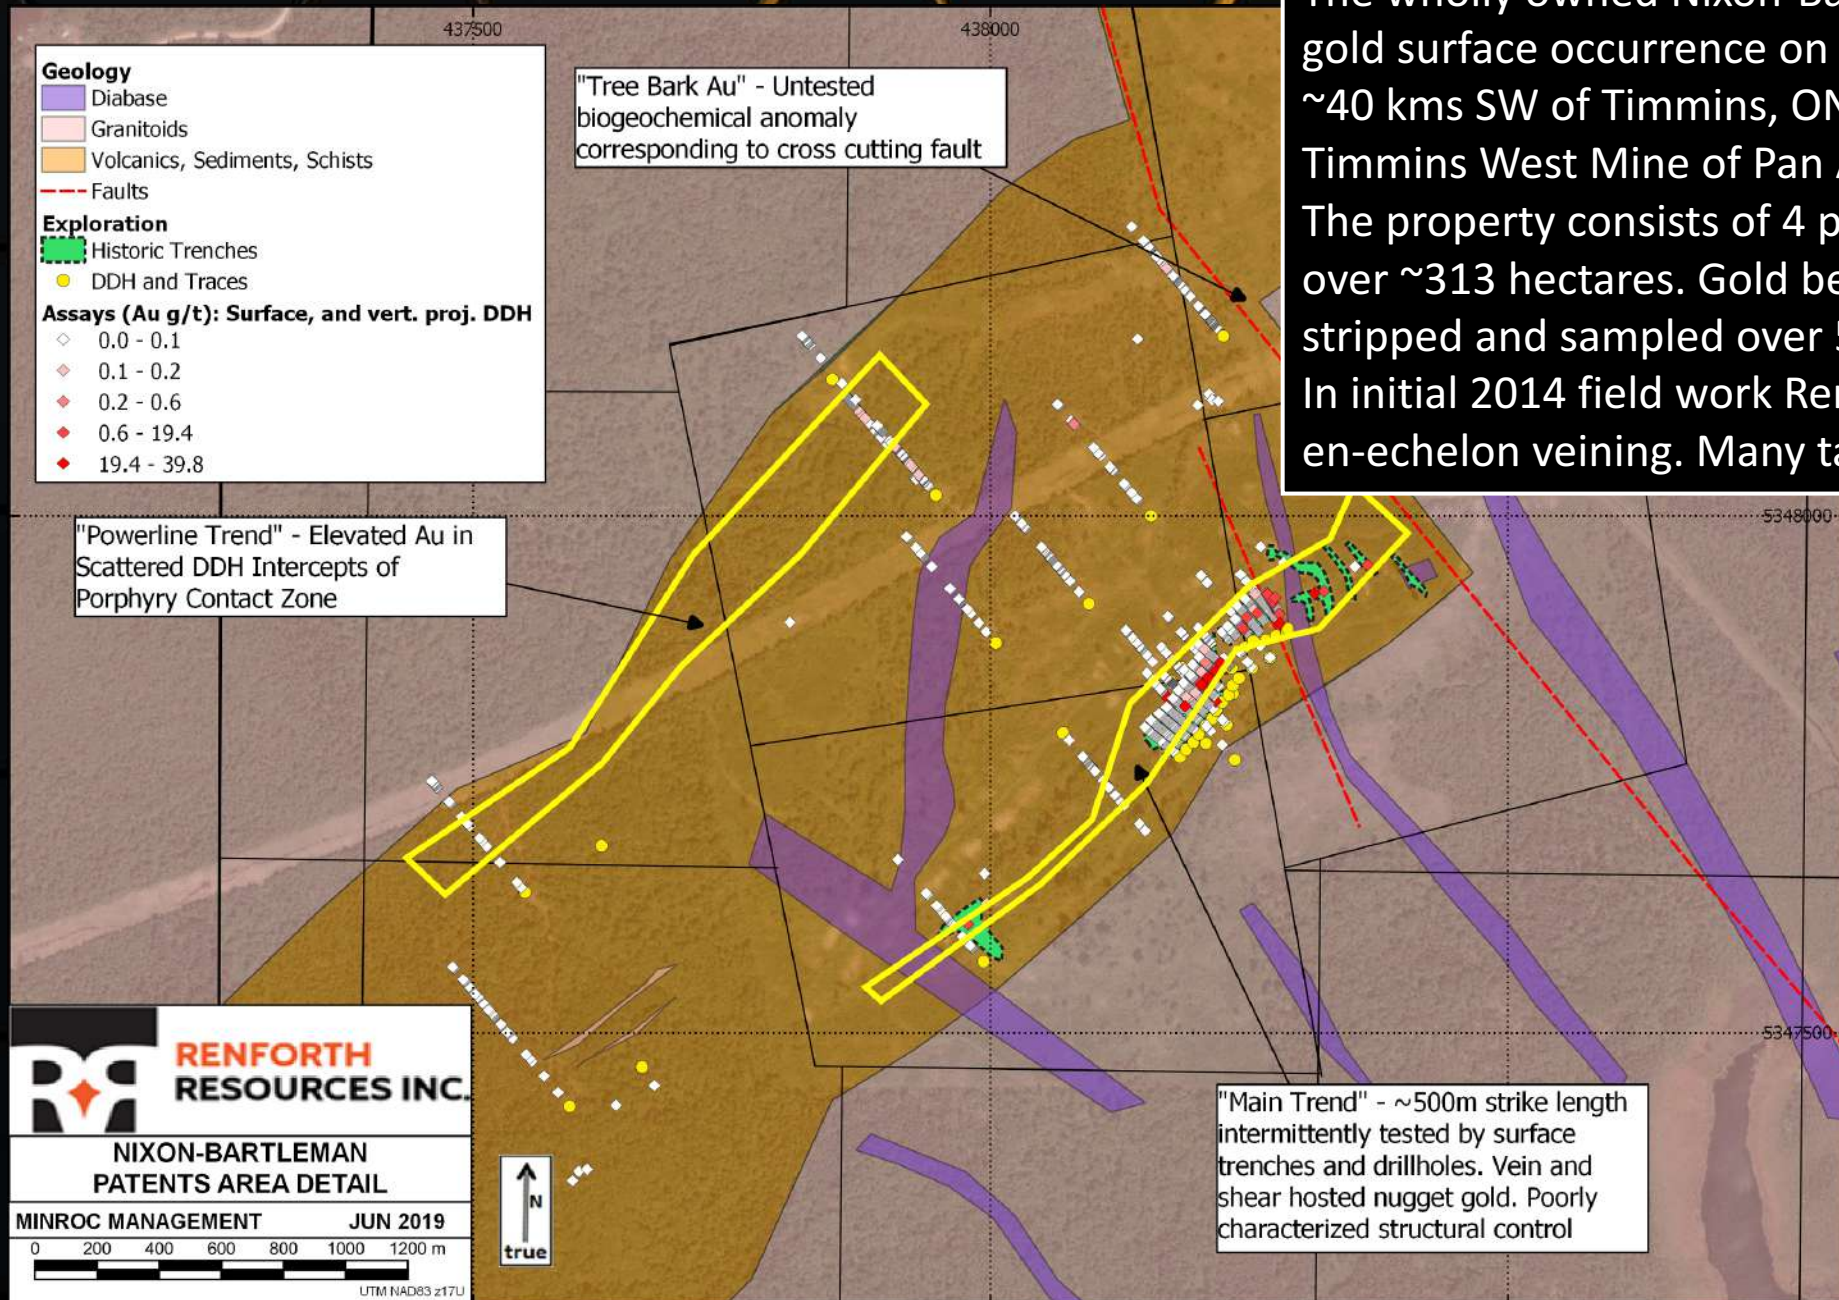 437500
438000
Geology
Diabase
Granitoids
Volcanics, Sediments, Schists
Faults
Exploration
Historic Trenches
DDH and Traces
Assays (Au g/t): Surface, and vert. proj. DDH
0.0 - 0.1
0.1 - 0.2
0.2 - 0.6
0.6 - 19.4
19.4 - 39.8
"Tree Bark Au" - Untested
biogeochemical anomaly
corresponding to cross cutting fault
The wholly owned Nixon-Ba
gold surface occurrence on
~40 kms SW of Timmins, ON
Timmins West Mine of Pan A
The property consists of 4 p
over ~313 hectares. Gold be
stripped and sampled over 5
In initial 2014 field work Ren
en-echelon veining. Many ta
"Powerline Trend" - Elevated Au in
Scattered DDH Intercepts of
Porphyry Contact Zone
5348000
5347500
"Main Trend" - ~500m strike length
intermittently tested by surface
trenches and drillholes. Vein and
shear hosted nugget gold. Poorly
characterized structural control
RENFORTH
RESOURCES INC.
NIXON-BARTLEMAN
PATENTS AREA DETAIL
MINROC MANAGEMENT JUN 2019
0 200 400 600 800 1000 1200 m
UTM NAD83 z17U
N
true